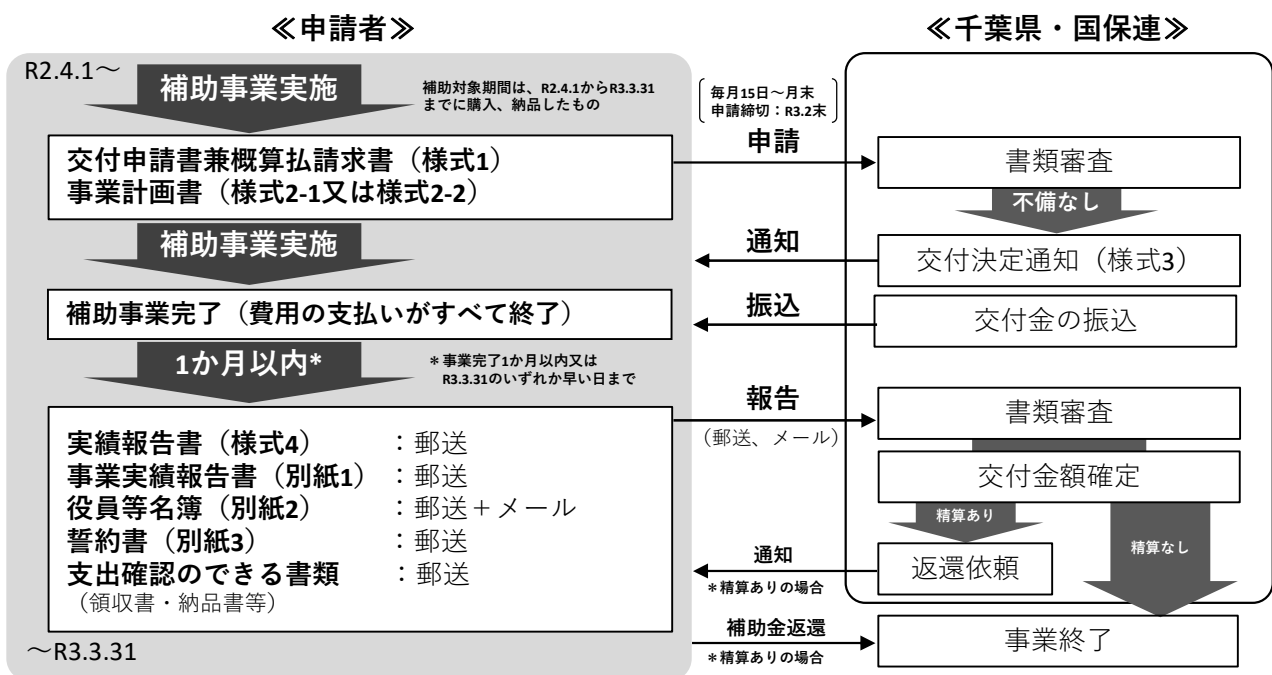 ≪申請者≫
≪千葉県・国保連≫
R2.4.1～
補助事業実施
補助対象期間は、R2.4.1からR3.3.31
までに購入、納品したもの
毎月15日～月末
申請締切：R3.2末
申請
交付申請書兼概算払請求書（様式1）
事業計画書（様式2-1又は様式2-2）
書類審査
不備なし
補助事業実施
通知
交付決定通知（様式3）
補助事業完了（費用の支払いがすべて終了）
振込
交付金の振込
1か月以内*
＊事業完了1か月以内又は
R3.3.31のいずれか早い日まで
報告
（郵送、メール）
書類審査
実績報告書（様式4）　：郵送
事業実績報告書（別紙1）：郵送
役員等名簿（別紙2）　：郵送＋メール
誓約書（別紙3）　：郵送
支出確認のできる書類　：郵送
（領収書・納品書等）
交付金額確定
精算あり
精算なし
通知
＊精算ありの場合
返還依頼
補助金返還
＊精算ありの場合
事業終了
～R3.3.31